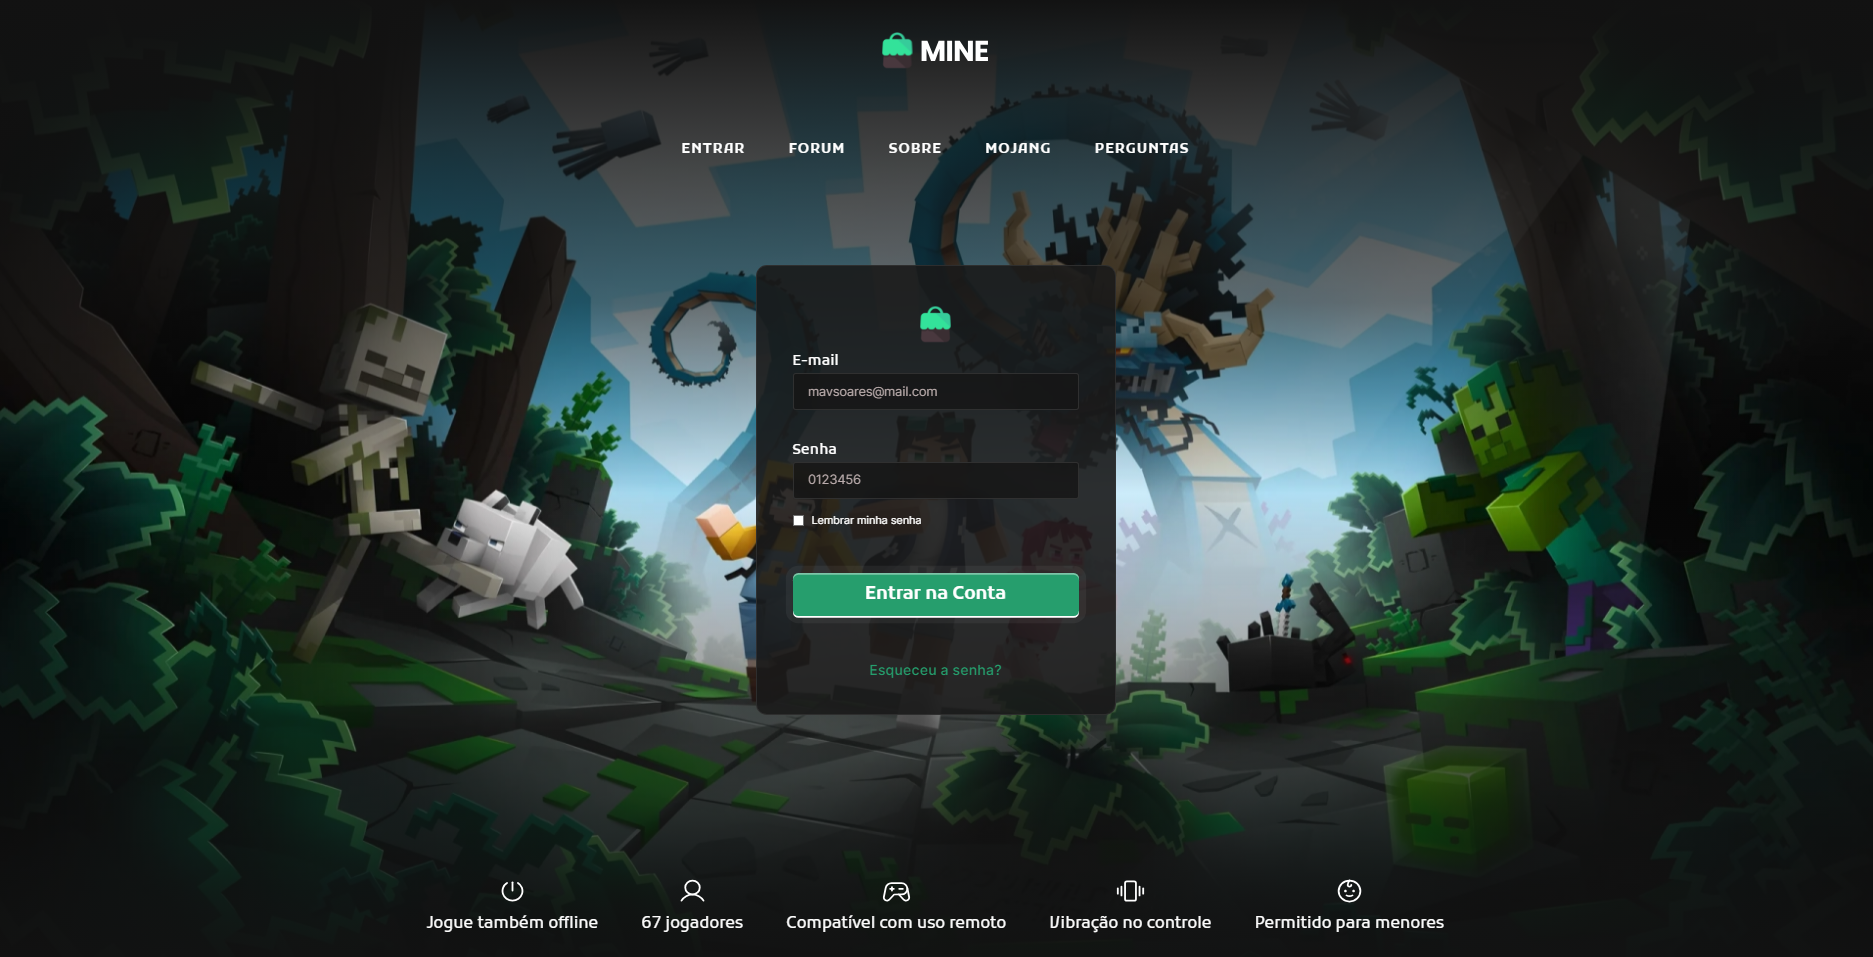 MINE
ENTRAR FORUM SOBRE MOJANG PERGUNTAS
E-mail
mavsoares@mail.com
Senha
0123456
Lembrar minha senha
Entrar na Conta
Esqueceu a senha?
Jogue também offline 67 jogadores Compatível com uso remoto Vibração no controle Permitido para menores